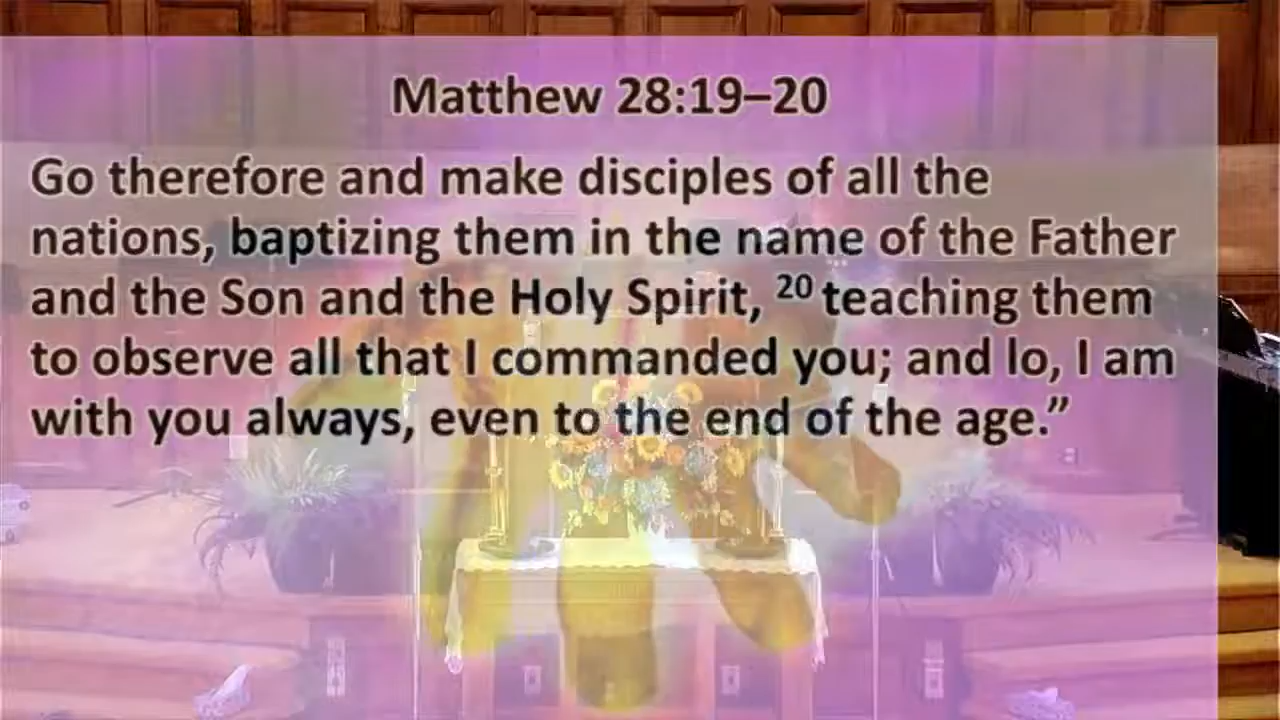 Matthew 28:19–20
Go therefore and make disciples of all the
nations, baptizing them in the name of the Father
and the Son and the Holy Spirit, 20 teaching them
to observe all that I commanded you; and lo, I am
with you always, even to the end of the age.”